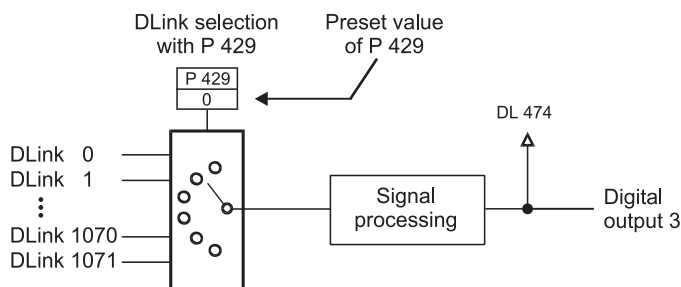 DLink selection
with P 429
Preset value
of P 429
P 429
0
DL 474
DLink 0
DLink 1
⋮
DLink 1070
DLink 1071
Signal
processing
Digital
output 3